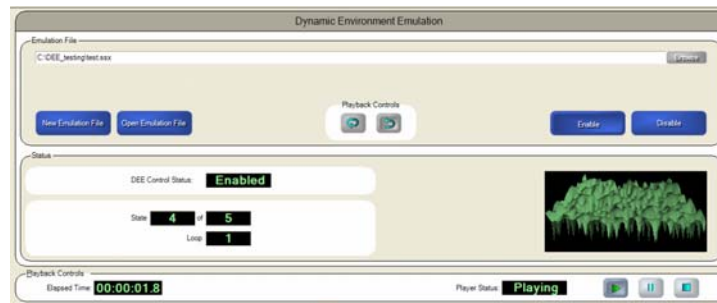 Dynamic Environment Emulation
Emulation File
C:\DEE_testing\test.ssx
Browse
Playback Controls
New Emulation File Open Emulation File Enable Disable
Status
DEE Control Status: Enabled
State 4 of 5
Loop 1
Playback Controls
Elapsed Time 00:00:01.8 Player Status: Playing